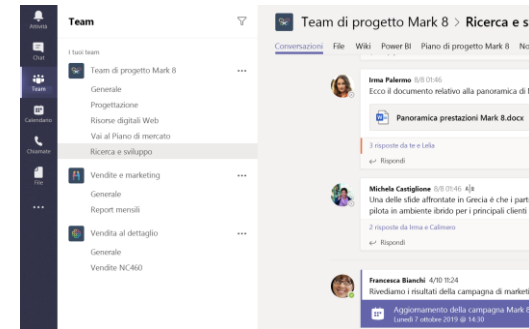 Attività
Chat
Team
Calendario
Chiamate
File
Team
I tuoi team
Team di progetto Mark 8
Generale
Progettazione
Risorse digitali Web
Vai al Piano di mercato
Ricerca e sviluppo
Vendite e marketing
Generale
Report mensili
Vendita al dettaglio
Generale
Vendite NC460
Team di progetto Mark 8 > Ricerca e s
Conversazioni File Wiki Power BI Piano di progetto Mark 8 No
Irma Palermo 8/8 01:46
Ecco il documento relativo alla panoramica di
Panoramica prestazioni Mark 8.docx
3 risposte da te e Lelia
Rispondi
Michela Castiglione 8/8 01:46
Una delle sfide affrontate in Grecia è che i part
pilota in ambiente ibrido per i principali clienti
2 risposte da Irma e Calimero
Rispondi
Francesca Bianchi 4/10 11:24
Rivediamo i risultati della campagna di marketi
Aggiornamento della campagna Mark 8
Lunedì 7 ottobre 2019 @ 14:30